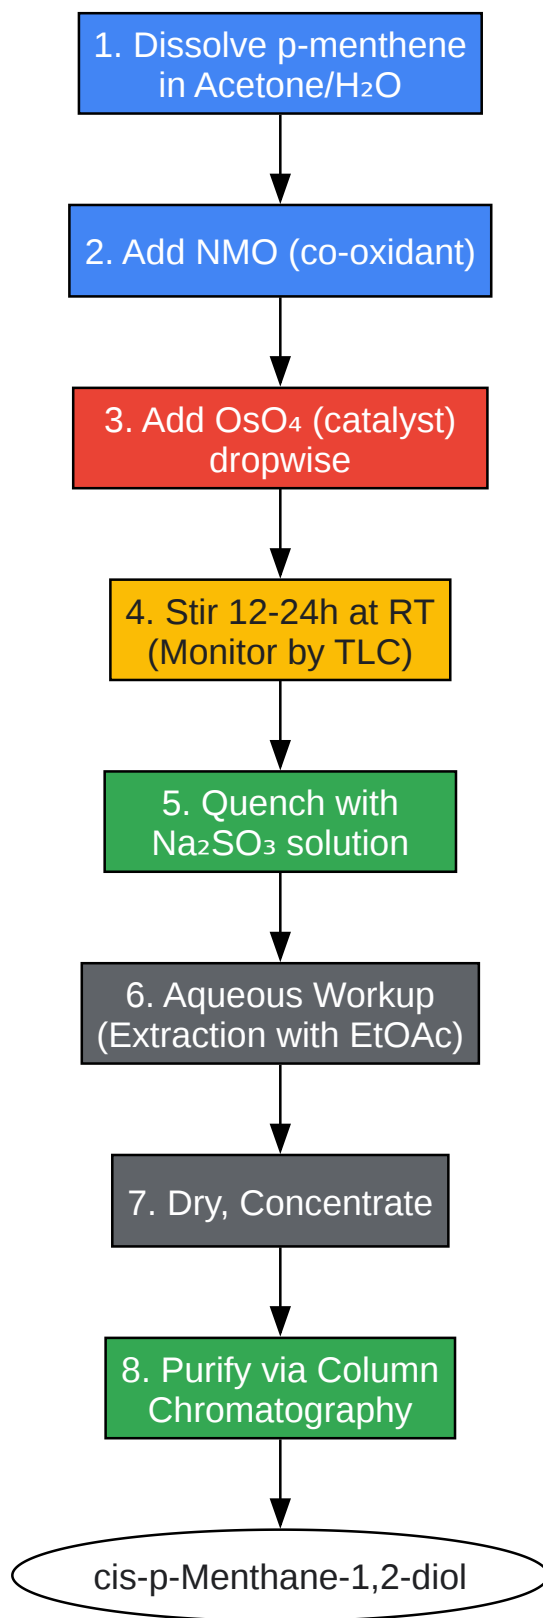 1. Dissolve p-menthene
in Acetone/H₂O
2. Add NMO (co-oxidant)
3. Add OsO₄ (catalyst)
dropwise
4. Stir 12-24h at RT
(Monitor by TLC)
5. Quench with
Na₂SO₃ solution
6. Aqueous Workup
(Extraction with EtOAc)
7. Dry, Concentrate
8. Purify via Column
Chromatography
cis-p-Menthane-1,2-diol